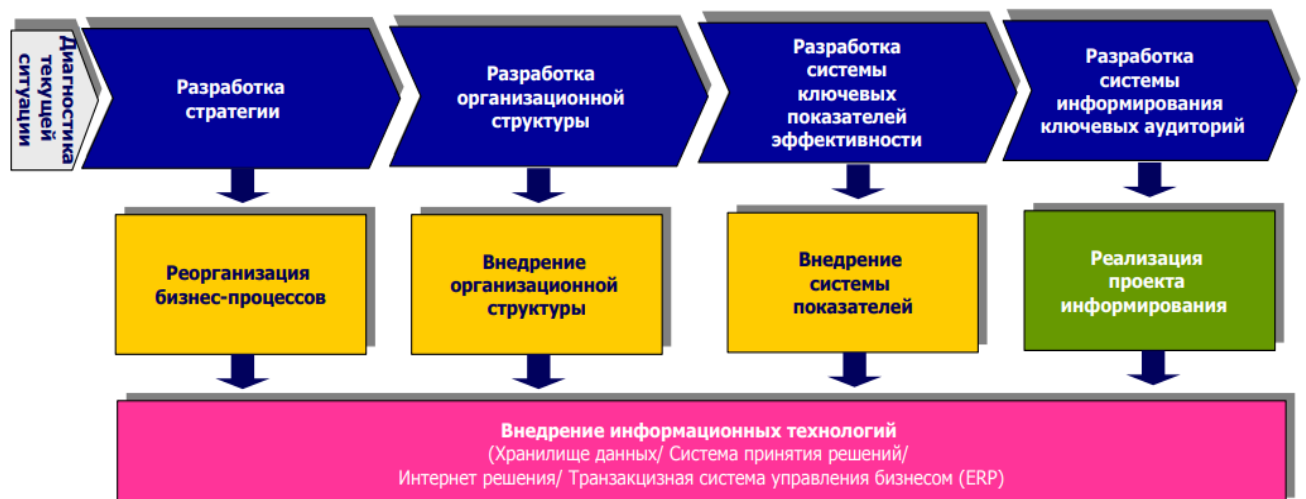 Диагностика
текущей
ситуации
Разработка
стратегии
Разработка
организационной
структуры
Разработка
системы
ключевых
показателей
эффективности
Разработка
системы
информирования
ключевых аудиторий
Реорганизация
бизнес-процессов
Внедрение
организационной
структуры
Внедрение
системы
показателей
Реализация
проекта
информирования
Внедрение информационных технологий
(Хранилище данных/ Система принятия решений/
Интернет решения/ Транзакцизная система управления бизнесом (ERP)